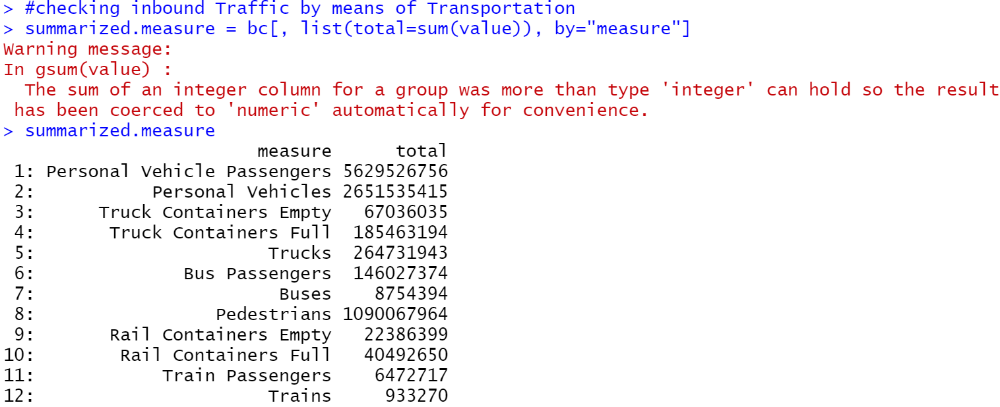 > #checking inbound Traffic by means of Transportation
> summarized.measure = bc[, list(total=sum(value)), by="measure"]
Warning message:
In gsum(value) :
  The sum of an integer column for a group was more than type 'integer' can hold so the result
 has been coerced to 'numeric' automatically for convenience.
> summarized.measure
                        measure      total
 1: Personal Vehicle Passengers 5629526756
 2:           Personal Vehicles 2651535415
 3:      Truck Containers Empty   67036035
 4:       Truck Containers Full  185463194
 5:                      Trucks  264731943
 6:              Bus Passengers  146027374
 7:                       Buses    8754394
 8:                 Pedestrians 1090067964
 9:       Rail Containers Empty   22386399
10:        Rail Containers Full   40492650
11:            Train Passengers    6472717
12:                      Trains     933270